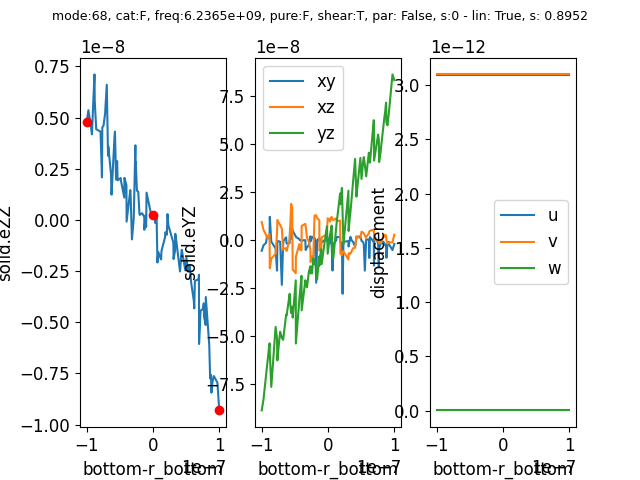 mode:68, cat:F, freq:6.2365e+09, pure:F, shear:T, par: False, s:0 - lin: True, s: 0.8952
1e−8
0.75
0.50
0.25
0.00
−0.25
−0.50
−0.75
−1.00
solid.eZZ
−1 0 1
bottom-r_bottom
1e−7
1e−8
7.5
2.5
0.0
−2.5
−7.5
solid.eYZ
xy
xz
yz
−1 0 1
bottom-r_bottom
1e−7
1e−12
3.0
2.5
2.0
1.5
1.0
0.5
0.0
displacement
u
v
w
−1 0 1
bottom-r_bottom
1e−7